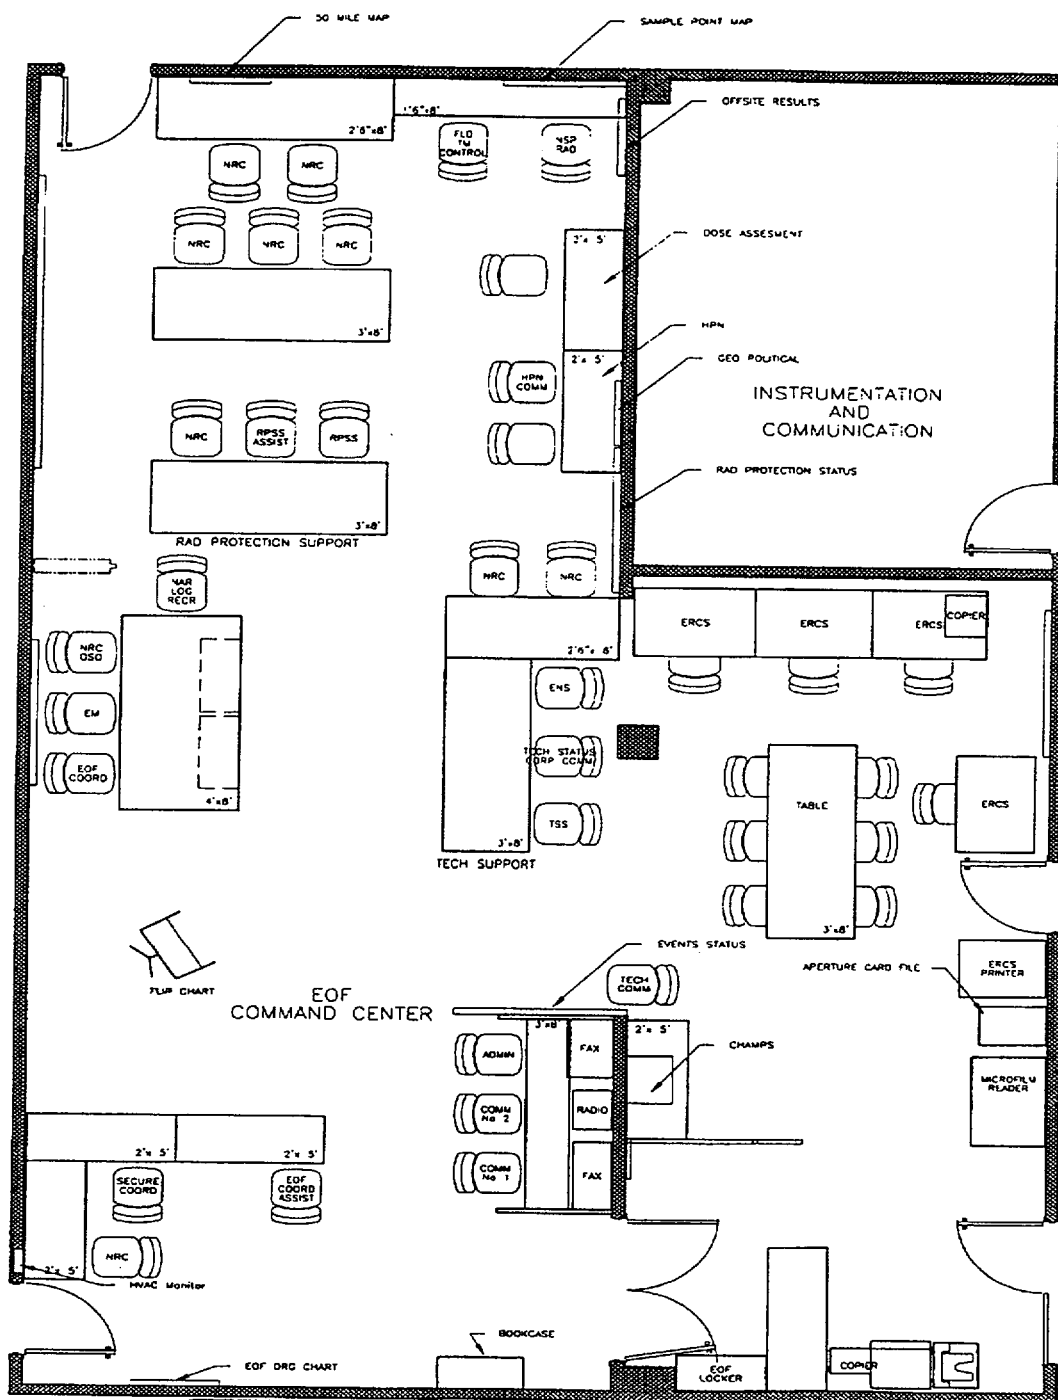 50 MILE MAP
SAMPLE POINT MAP
2'6"x8'
1'6"x8'
OFFSITE RESULTS
FLD
TM
CONTROL
NSP
RAD
NRC
NRC
NRC
NRC
NRC
3'x 5'
DOSE ASSESMENT
3'x8'
HPN
2'x 5'
GEO POLITICAL
HPN
COMM
INSTRUMENTATION
AND
COMMUNICATION
NRC
RPSS
ASSIST
RPSS
RAD PROTECTION STATUS
3'x8'
RAD PROTECTION SUPPORT
NAR
LOG
RECR
NRC
NRC
ERCS
ERCS
ERCS
COPIER
NRC
DSO
2'6"x 8'
ENS
EM
TECH STATUS
CORP COMM
EOF
COORD
4'x8'
TABLE
ERCS
TSS
3'x8'
TECH SUPPORT
3'x8'
EVENTS STATUS
APERTURE CARD FILE
ERCS
PRINTER
FLIP CHART
EOF
COMMAND CENTER
TECH
COMM
3'x8'
2'x 5'
CHAMPS
ADMIN
FAX
MICROFILM
READER
COMM
No 2
RADIO
2'x 5'
2'x 5'
COMM
No 1
FAX
SECURE
COORD
EOF
COORD
ASSIST
NRC
2'x 5'
HVAC Monitor
BOOKCASE
EOF ORG CHART
EOF
LOCKER
COPIER